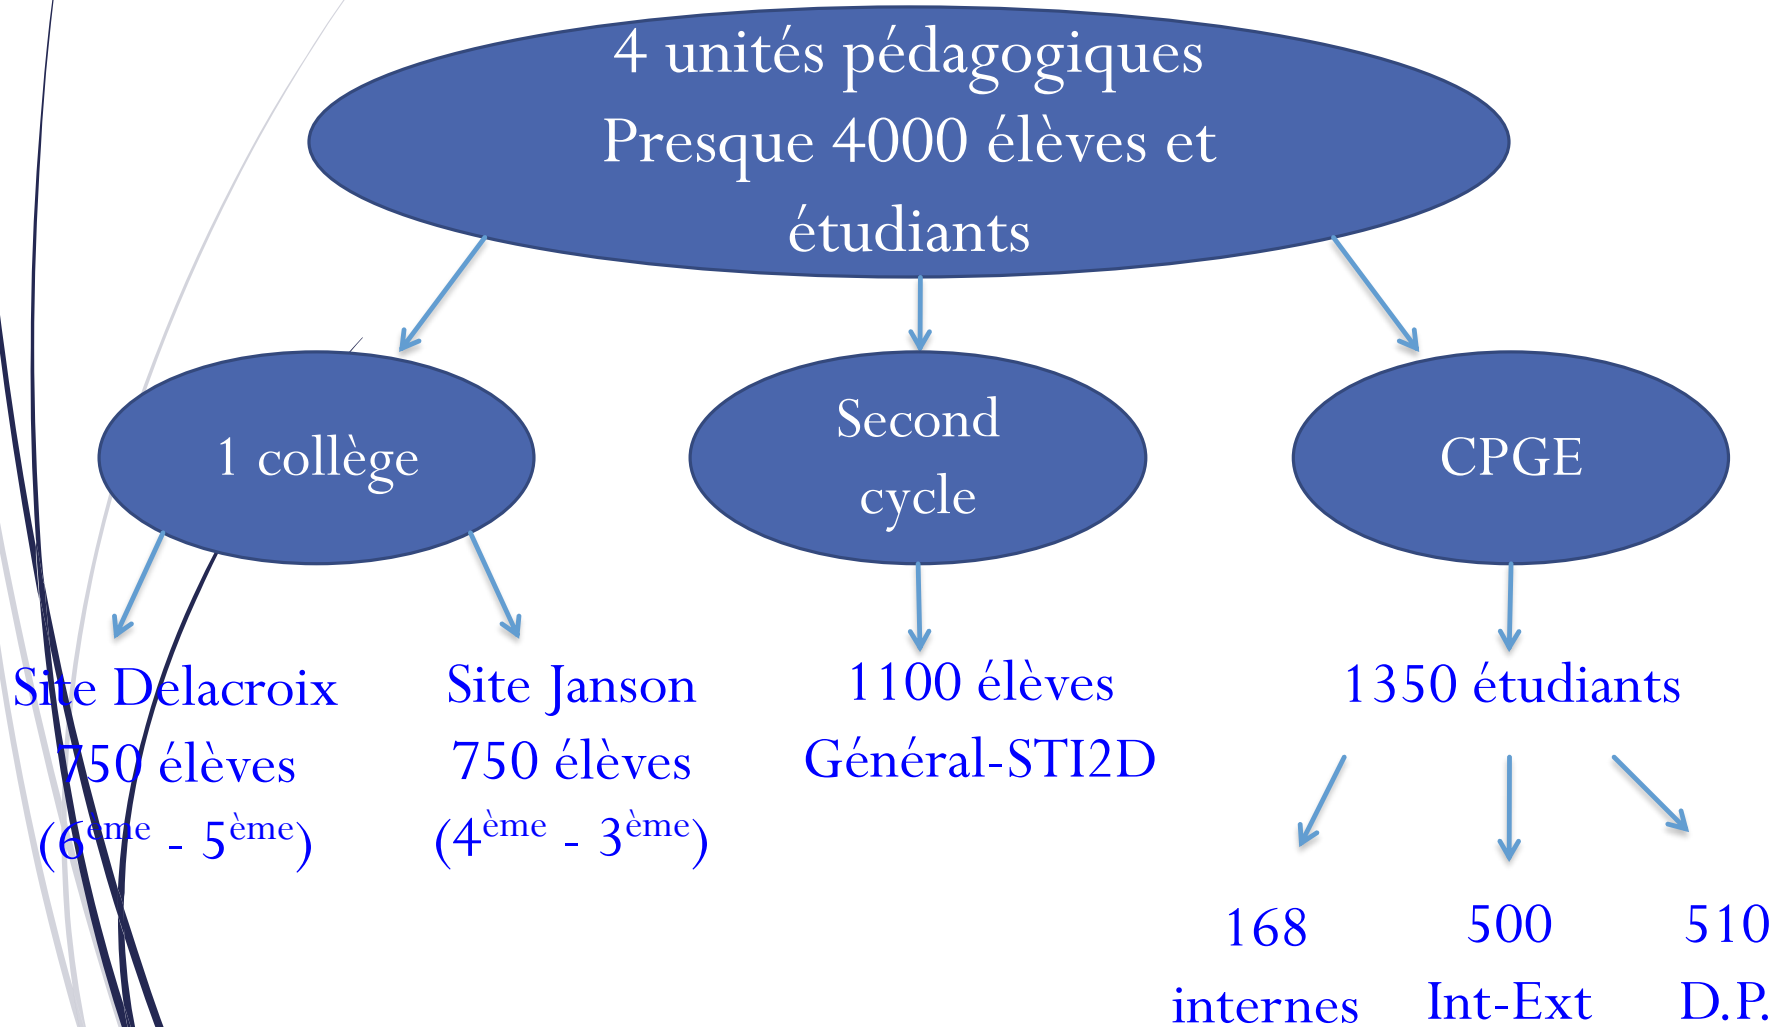 4 unités pédagogiques
Presque 4000 élèves et
étudiants
1 collège
Second
cycle
CPGE
Site Delacroix
750 élèves
(6ème - 5ème)
Site Janson
750 élèves
(4ème - 3ème)
1100 élèves
Général-STI2D
1350 étudiants
168
internes
500
Int-Ext
510
D.P.